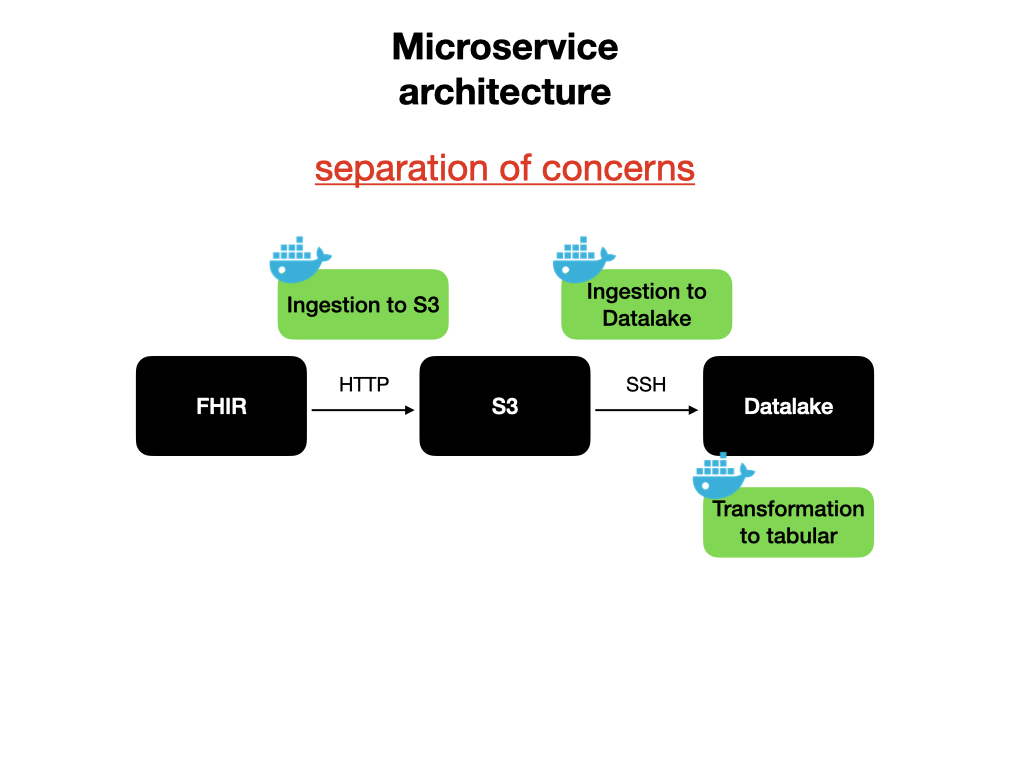 Microservice
architecture
separation of concerns
Ingestion to S3
Ingestion to
Datalake
FHIR
HTTP
S3
SSH
Datalake
Transformation
to tabular